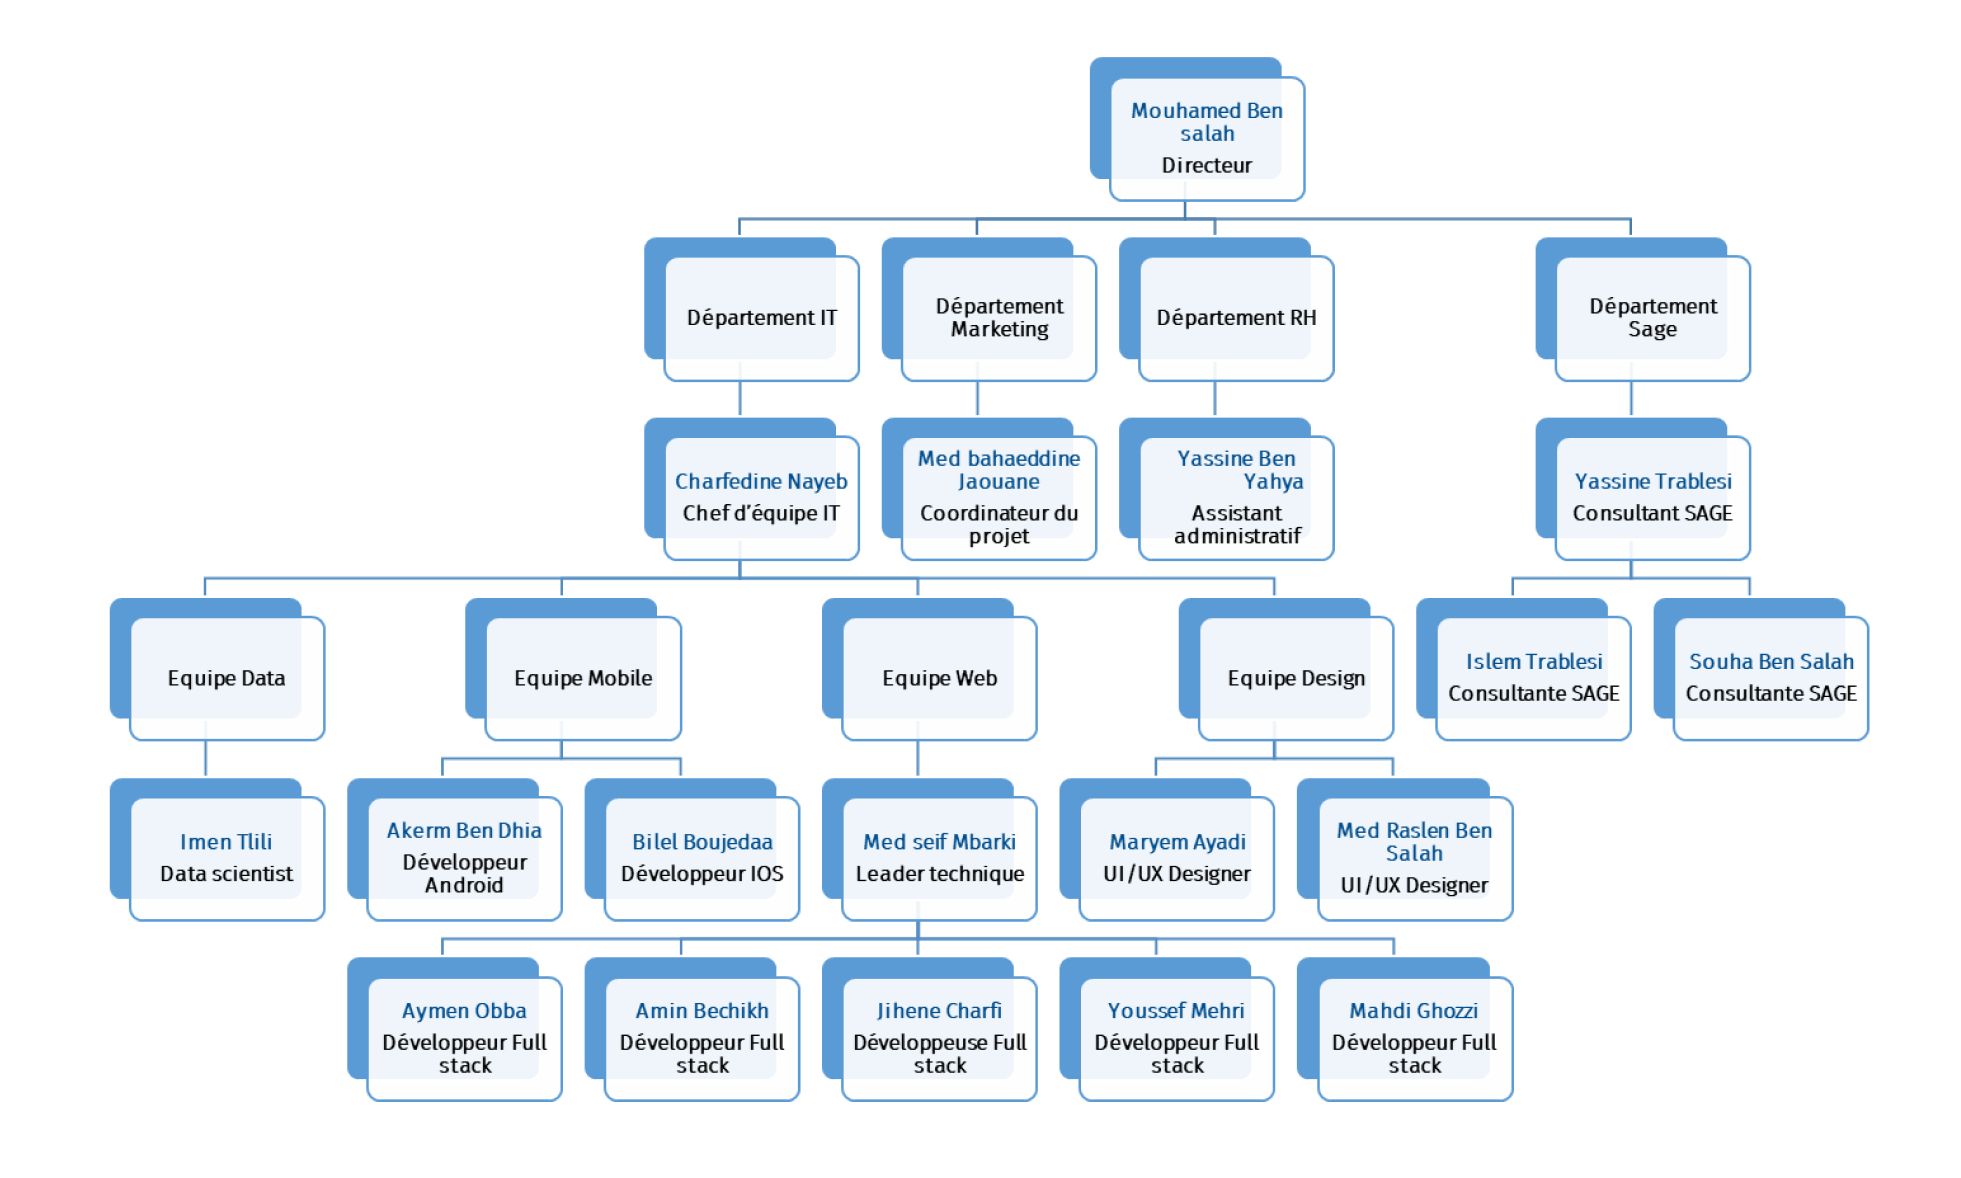 Mouhamed Ben
salah
Directeur
Département IT
Département
Marketing
Département RH
Département
Sage
Charfedine Nayeb
Chef d'équipe IT
Med bahaeddine
Jaouane
Coordinateur du
projet
Yassine Ben
Yahya
Assistant
administratif
Yassine Trablesi
Consultant SAGE
Equipe Data
Equipe Mobile
Equipe Web
Equipe Design
Islem Trablesi
Consultante SAGE
Souha Ben Salah
Consultante SAGE
Imen Tlili
Data scientist
Akerm Ben Dhia
Développeur
Android
Bilel Boujedaa
Développeur IOS
Med seif Mbarki
Leader technique
Maryem Ayadi
UI/UX Designer
Med Raslen Ben
Salah
UI/UX Designer
Aymen Obba
Développeur Full
stack
Amin Bechikh
Développeur Full
stack
Jihene Charfi
Développeuse Full
stack
Youssef Mehri
Développeur Full
stack
Mahdi Ghozzi
Développeur Full
stack